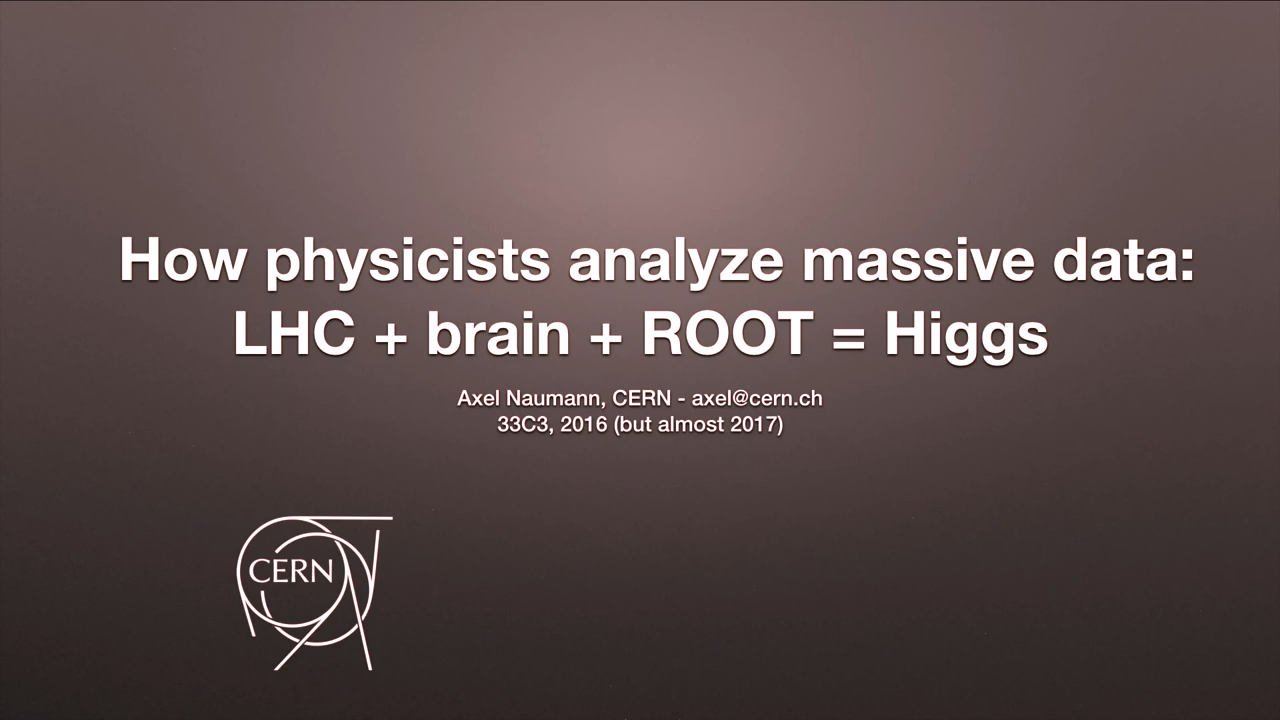 How physicists analyze massive data:
LHC + brain + ROOT = Higgs
Axel Naumann, CERN - axel@cern.ch
33C3, 2016 (but almost 2017)
CERN